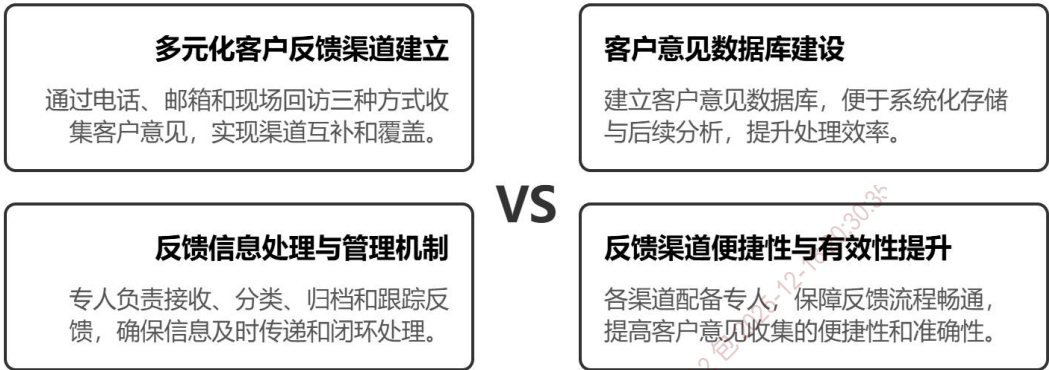 多元化客户反馈渠道建立
通过电话、邮箱和现场回访三种方式收
集客户意见，实现渠道互补和覆盖。
客户意见数据库建设
建立客户意见数据库，便于系统化存储
与后续分析，提升处理效率。
VS
反馈信息处理与管理机制
专人负责接收、分类、归档和跟踪反
馈，确保信息及时传递和闭环处理。
反馈渠道便捷性与有效性提升
各渠道配备专人，保障反馈流程畅通，
提高客户意见收集的便捷性和准确性。